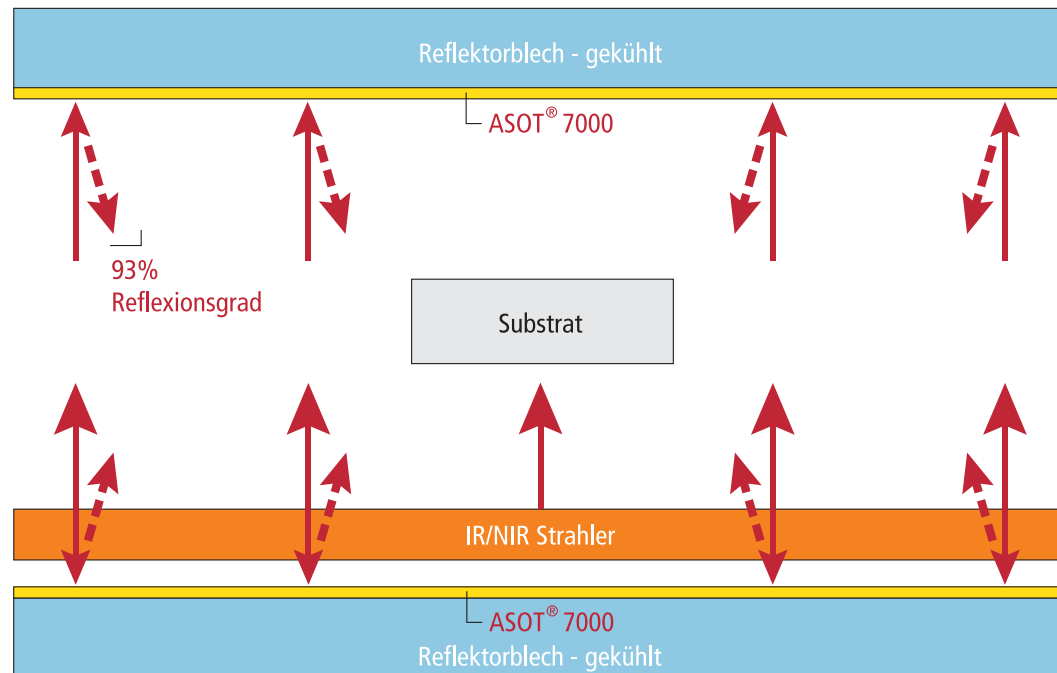 Reflektorblech - gekühlt
ASOT® 7000
93%
Reflexionsgrad
Substrat
IR/NIR Strahler
ASOT® 7000
Reflektorblech - gekühlt